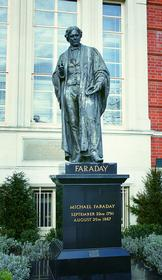 FARADAY
MICHAEL FARADAY
SEPTEMBER 22ND 1791
AUGUST 25TH 1867